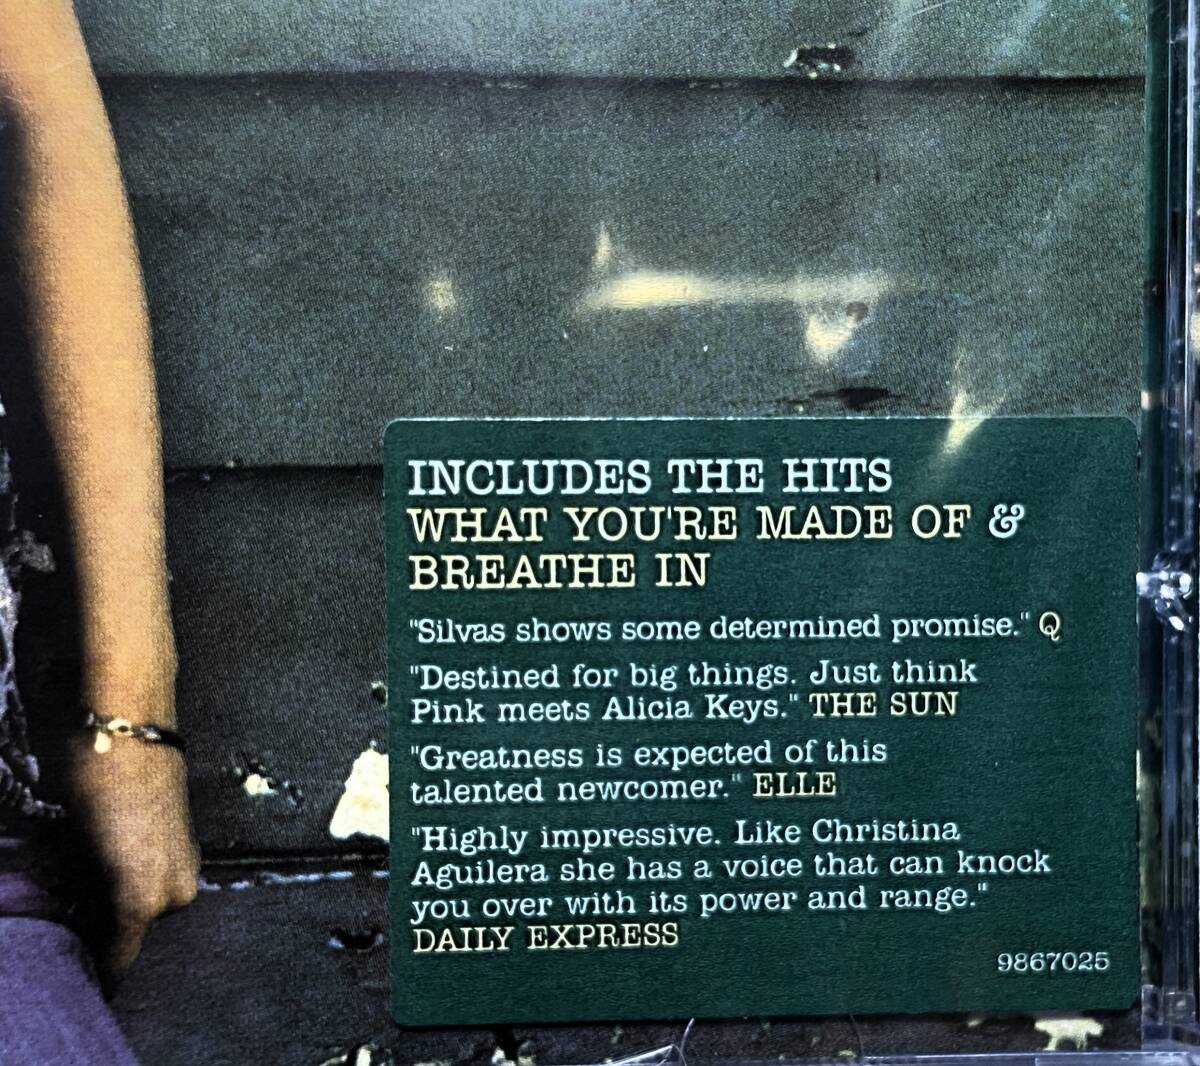 INCLUDES THE HITS
WHAT YOU'RE MADE OF &
BREATHE IN
"Silvas shows some determined promise." Q
"Destined for big things. Just think
Pink meets Alicia Keys." THE SUN
"Greatness is expected of this
talented newcomer." ELLE
"Highly impressive. Like Christina
Aguilera she has a voice that can knock
you over with its power and range."
DAILY EXPRESS
9867025